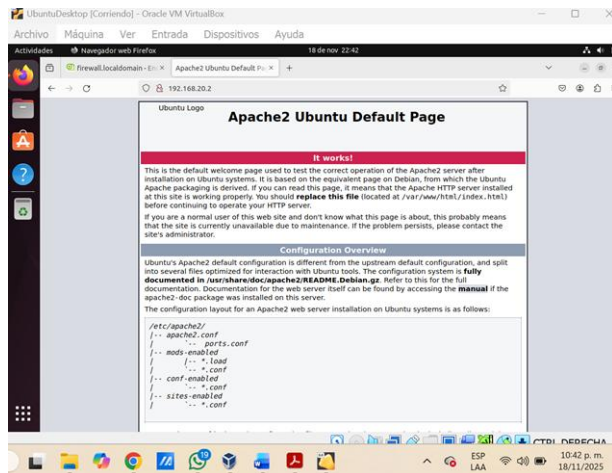 UbuntuDesktop [Corriendo] - Oracle VM VirtualBox
Archivo Máquina Ver Entrada Dispositivos Ayuda
Actividades Navegador web Firefox 18 de nov 22:42
firewall.localdomain - Apache2 Ubuntu Default Pa
192.168.20.2
Ubuntu Logo
Apache2 Ubuntu Default Page
It works!
This is the default welcome page used to test the correct operation of the Apache2 server after
installation on Ubuntu systems. It is based on the equivalent page on Debian, from which the Ubuntu
Apache packaging is derived. If you can read this page, it means that the Apache HTTP server installed
at this site is working properly. You should replace this file (located at /var/www/html/index.html)
before continuing to operate your HTTP server.
If you are a normal user of this web site and don't know what this page is about, this probably means
that the site is currently unavailable due to maintenance. If the problem persists, please contact the
site's administrator.
Configuration Overview
Ubuntu's Apache2 default configuration is different from the upstream default configuration, and split
into several files optimized for interaction with Ubuntu tools. The configuration system is fully
documented in /usr/share/doc/apache2/README.Debian.gz. Refer to this for the full
documentation. Documentation for the web server itself can be found by accessing the manual if the
apache2-doc package was installed on this server.
The configuration layout for an Apache2 web server installation on Ubuntu systems is as follows:
/etc/apache2/
|-- apache2.conf
| `-- ports.conf
|-- mods-enabled
| |-- *.load
| `-- *.conf
|-- conf-enabled
| `-- *.conf
|-- sites-enabled
| `-- *.conf
CTRL DERECHA
19
ESP
LAA
10:42 p. m.
18/11/2025